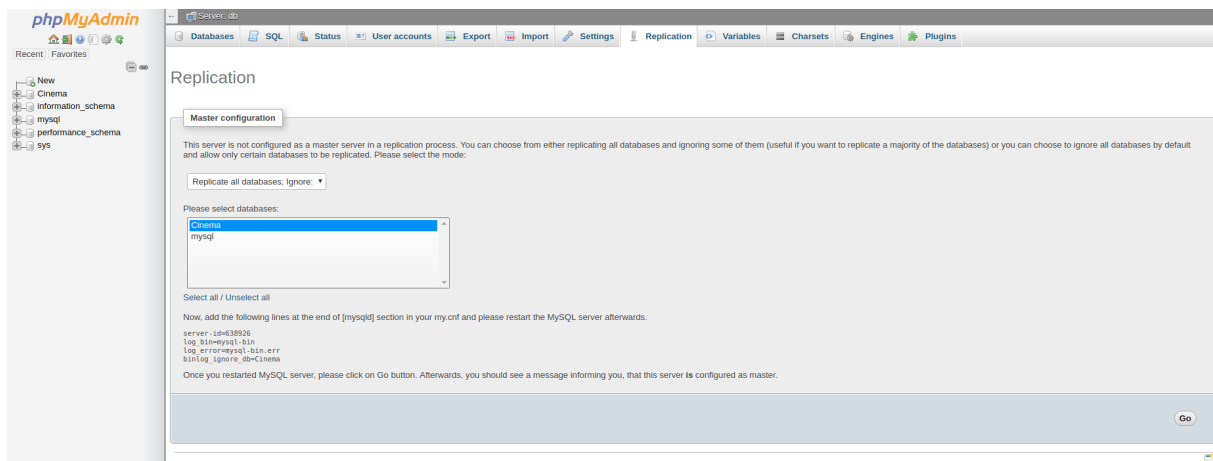 phpMyAdmin
Recent Favorites
New
Cinema
information_schema
mysql
performance_schema
sys
Server: db
Databases SQL Status User accounts Export Import Settings Replication Variables Charsets Engines Plugins
Replication
Master configuration
This server is not configured as a master server in a replication process. You can choose from either replicating all databases and ignoring some of them (useful if you want to replicate a majority of the databases) or you can choose to ignore all databases by default
and allow only certain databases to be replicated. Please select the mode:
Replicate all databases; Ignore:
Please select databases:
Cinema
mysql
Select all / Unselect all
Now, add the following lines at the end of [mysqld] section in your my.cnf and please restart the MySQL server afterwards.
server-id=638926
log_bin=mysql-bin
log_error=mysql-bin.err
binlog_ignore_db=Cinema
Once you restarted MySQL server, please click on Go button. Afterwards, you should see a message informing you, that this server is configured as master.
Go